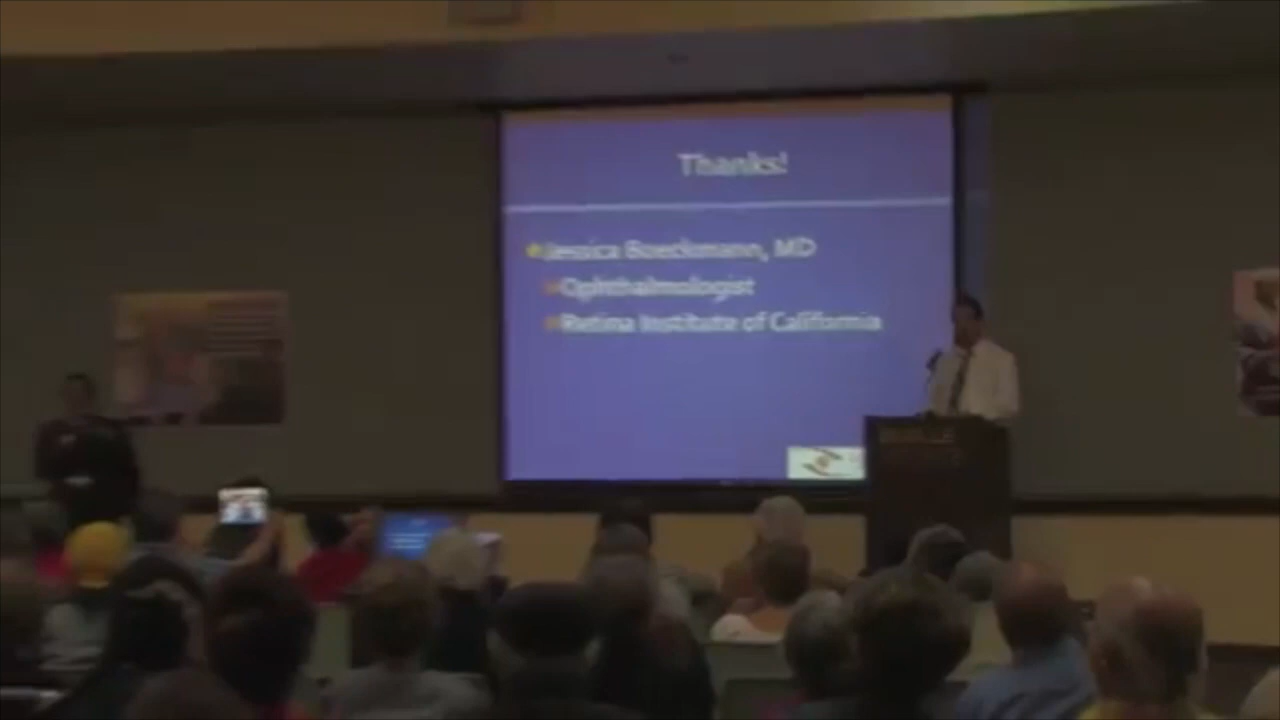 Thanks!
Jessica Boeckmann, MD
Ophthalmologist
Retina Institute of California